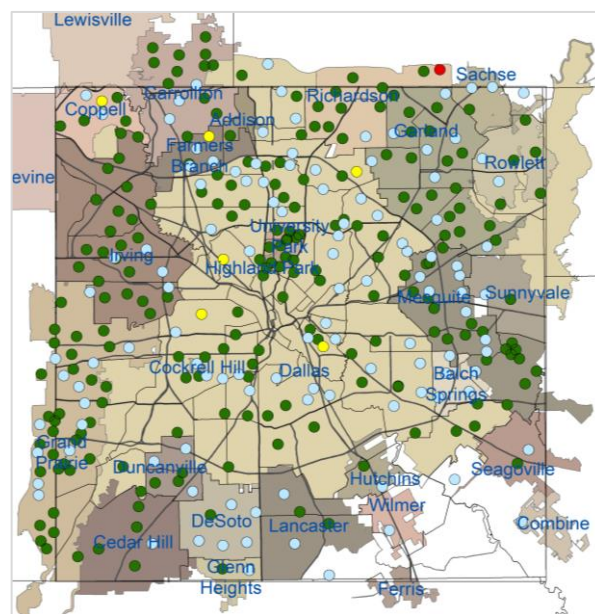 Lewisville
Sachse
Coppell
Carrollton
Richardson
Addison
Garland
Farmers
Branch
Rowlett
evine
University
Park
Irving
Highland Park
Mesquite
Sunnyvale
Cockrell Hill
Dallas
Balch
Springs
Grand
Prairie
Duncanville
Seagoville
Hutchins
Wilmer
DeSoto
Lancaster
Combine
Cedar Hill
Glenn
Heights
Ferris